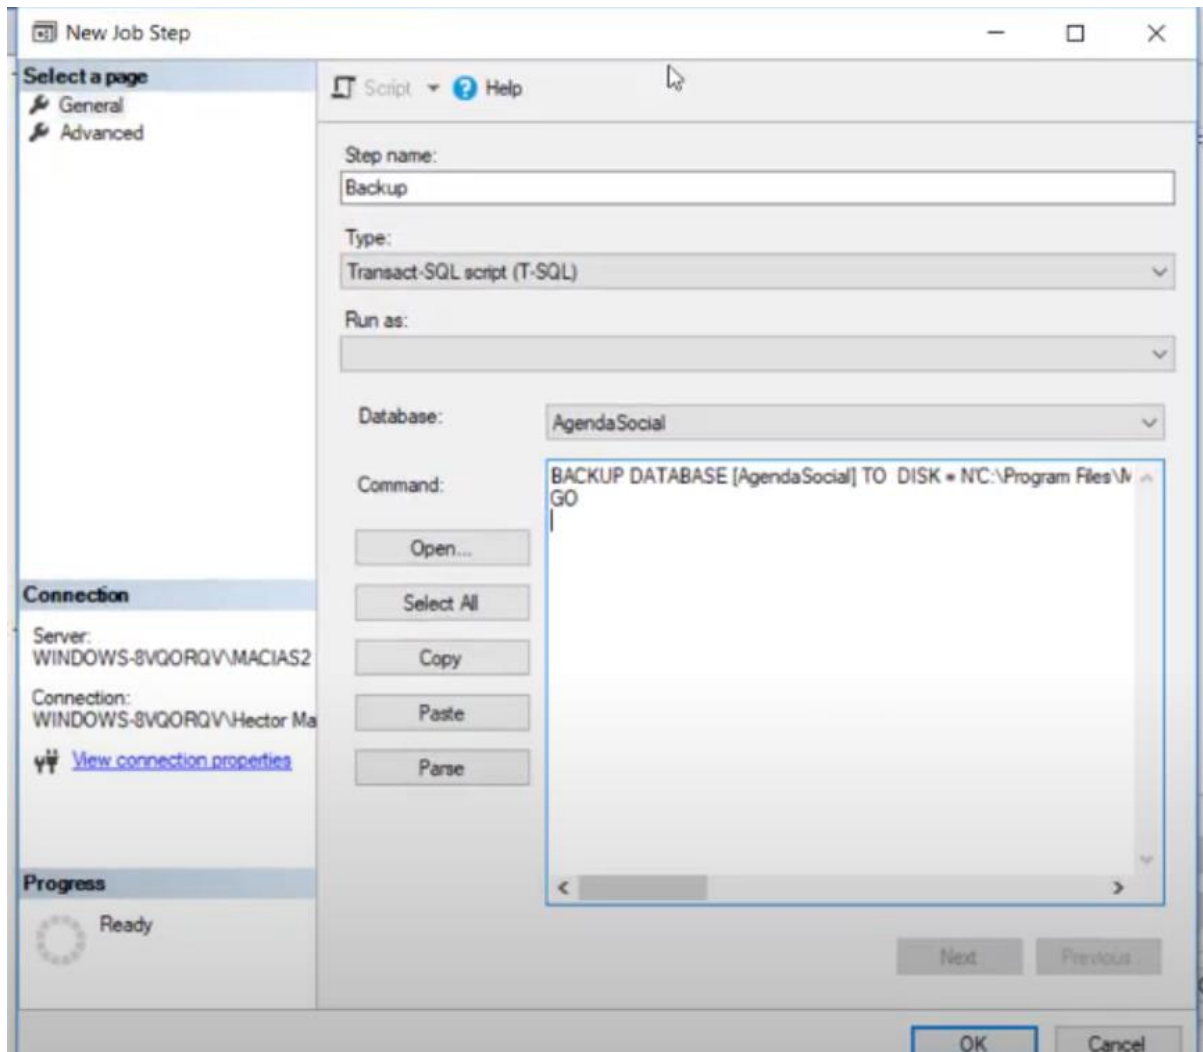 New Job Step
Select a page
General
Advanced
Script
Help
Step name:
Backup
Type:
Transact-SQL script (T-SQL)
Run as:
Database:
AgendaSocial
Command:
BACKUP DATABASE [AgendaSocial] TO  DISK = N'C:\Program Files\M
GO
Open...
Select All
Copy
Paste
Parse
Connection
Server:
WINDOWS-8VQORQV\MACIAS2
Connection:
WINDOWS-8VQORQV\Hector Ma
View connection properties
Progress
Ready
Next
Previous
OK
Cancel